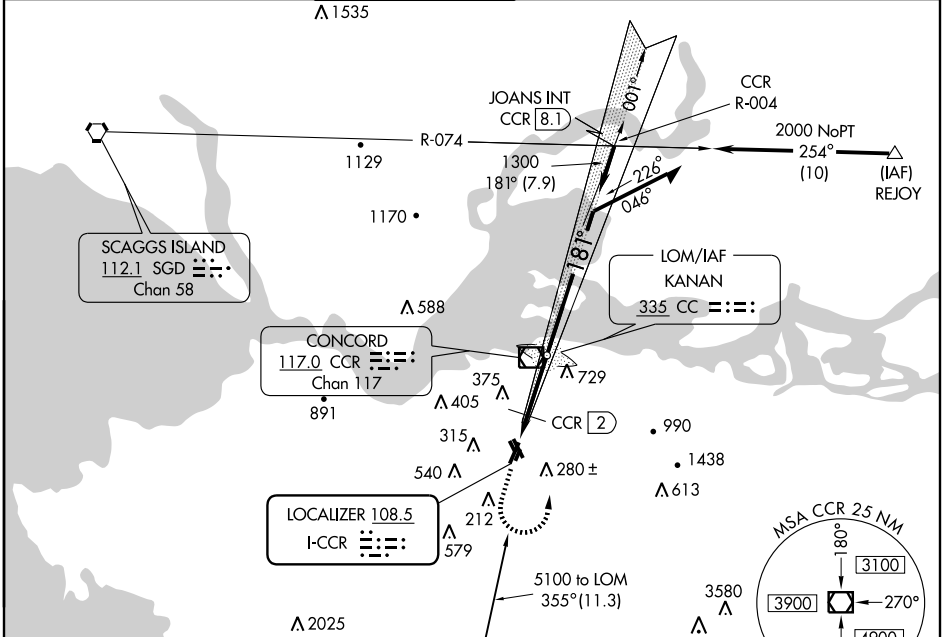 1535
JOANS INT
CCR 8.1
001°
CCR
R-004
R-074
1129
1300
181° (7.9)
2000 NoPT
254°
(10)
(IAF)
REJOY
226°
046°
1170
181°
SCAGGS ISLAND
112.1 SGD
Chan 58
LOM/IAF
KANAN
335 CC
588
CONCORD
117.0 CCR
Chan 117
729
375
405
891
CCR 2
990
315
1438
540
280 ±
613
LOCALIZER 108.5
I-CCR
212
579
MSA CCR 25 NM
180°
3100
5100 to LOM
355° (11.3)
3580
3900
270°
2025
4900